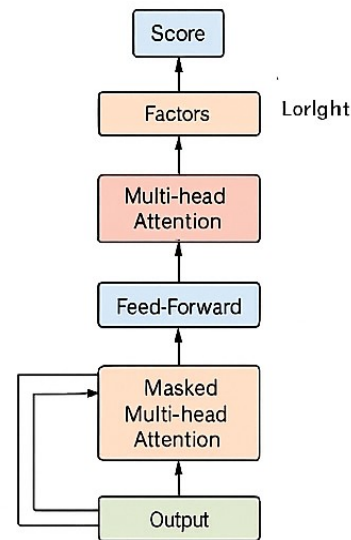 Score
Factors
Lorlght
Multi-head
Attention
Feed-Forward
Masked
Multi-head
Attention
Output